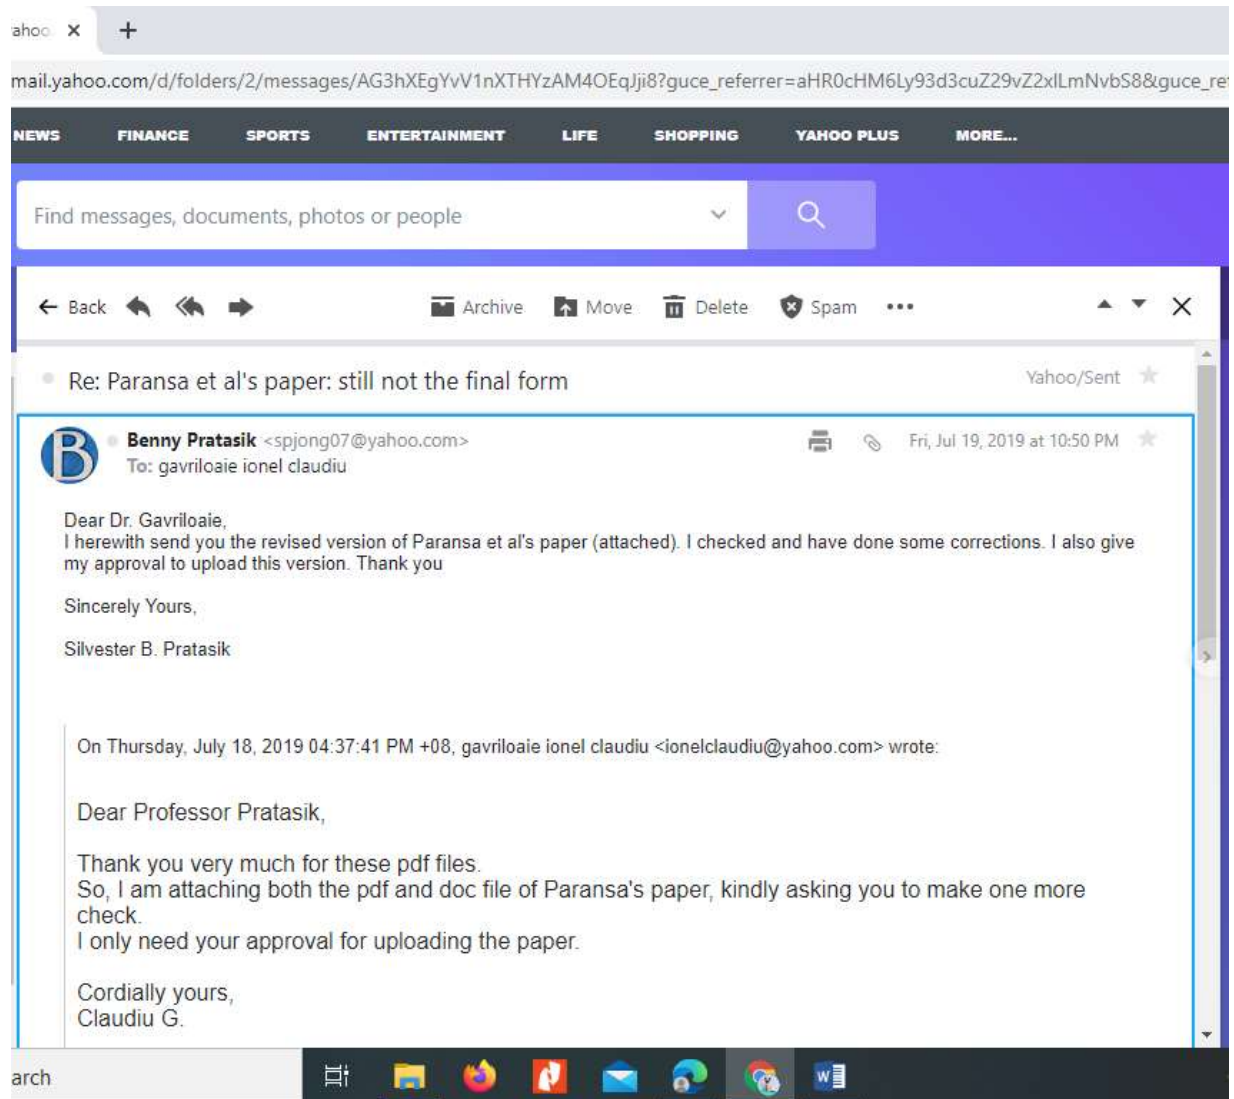 ahoo
mail.yahoo.com/d/folders/2/messages/AG3hXEgYvV1nXTHYzAM4OEqJji8?guce_referrer=aHR0cHM6Ly93d3cuZ29vZ2xlLmNvbS8&guce_re
NEWS FINANCE SPORTS ENTERTAINMENT LIFE SHOPPING YAHOO PLUS MORE...
Find messages, documents, photos or people
Back Archive Move Delete Spam
Re: Paransa et al's paper: still not the final form Yahoo/Sent
B Benny Pratasik <spjong07@yahoo.com> Fri, Jul 19, 2019 at 10:50 PM
To: gavriloaie ionel claudiu
Dear Dr. Gavriloaie,
I herewith send you the revised version of Paransa et al's paper (attached). I checked and have done some corrections. I also give
my approval to upload this version. Thank you
Sincerely Yours,
Silvester B. Pratasik
On Thursday, July 18, 2019 04:37:41 PM +08, gavriloaie ionel claudiu <ionelclaudiu@yahoo.com> wrote:
Dear Professor Pratasik,
Thank you very much for these pdf files.
So, I am attaching both the pdf and doc file of Paransa's paper, kindly asking you to make one more
check.
I only need your approval for uploading the paper.
Cordially yours,
Claudiu G.
arch